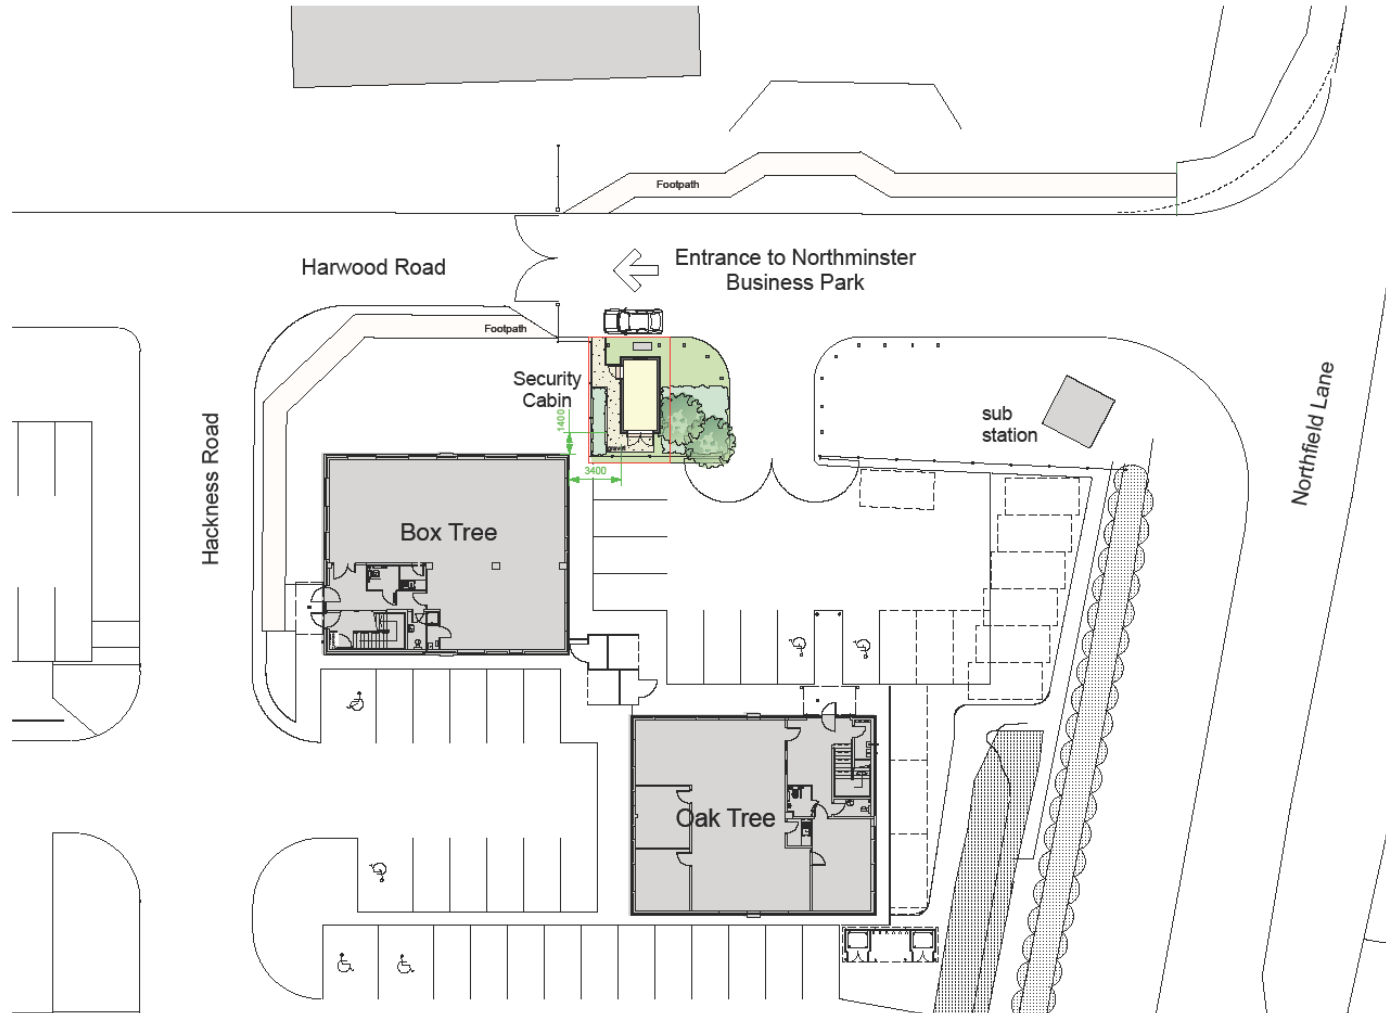 Footpath
Harwood Road
Entrance to Northminster
Business Park
Footpath
Security
Cabin
1400
3400
sub
station
Northfield Lane
Hackness Road
Box Tree
Oak Tree